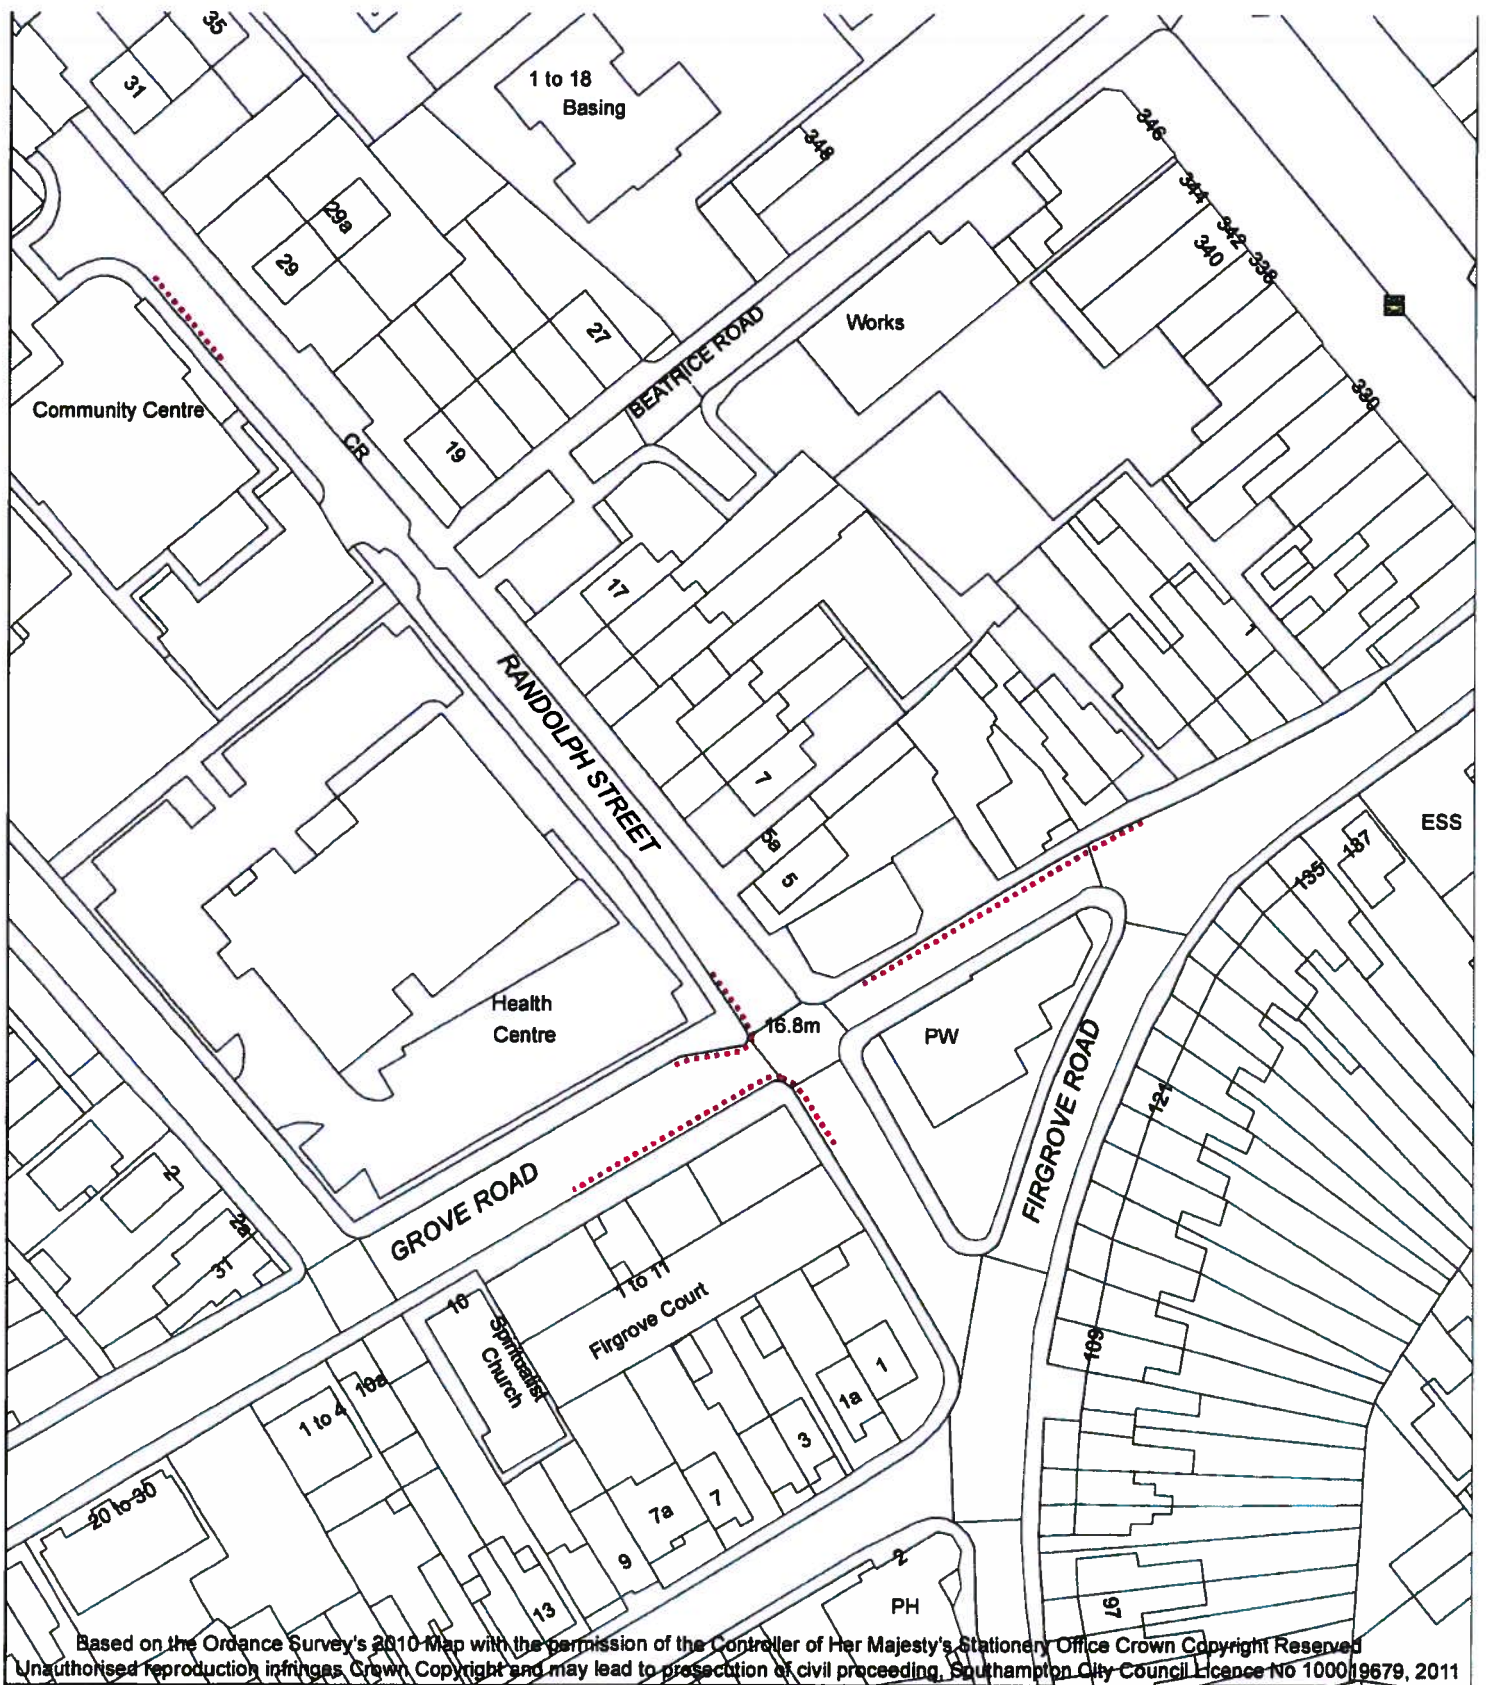 35
31
1 to 18
Basing
348
346
344
342
340
338
330
29a
29
27
19
Works
BEATRICE ROAD
Community Centre
CR
17
RANDOLPH STREET
7
5a
5
1
ESS
187
135
121
109
97
Health
Centre
16.8m
PW
FIRGROVE ROAD
GROVE ROAD
2
2a
31
1 to 11
Firgrove Court
10
Spiritualist
Church
10a
1 to 4
20 to 30
1
1a
3
7
7a
9
13
2
PH
Based on the Ordance Survey's 2010 Map with the permission of the Controller of Her Majesty's Stationery Office Crown Copyright Reserved
Unauthorised reproduction infringes Crown Copyright and may lead to prosecution of civil proceeding, Southampton City Council Licence No 100019679, 2011